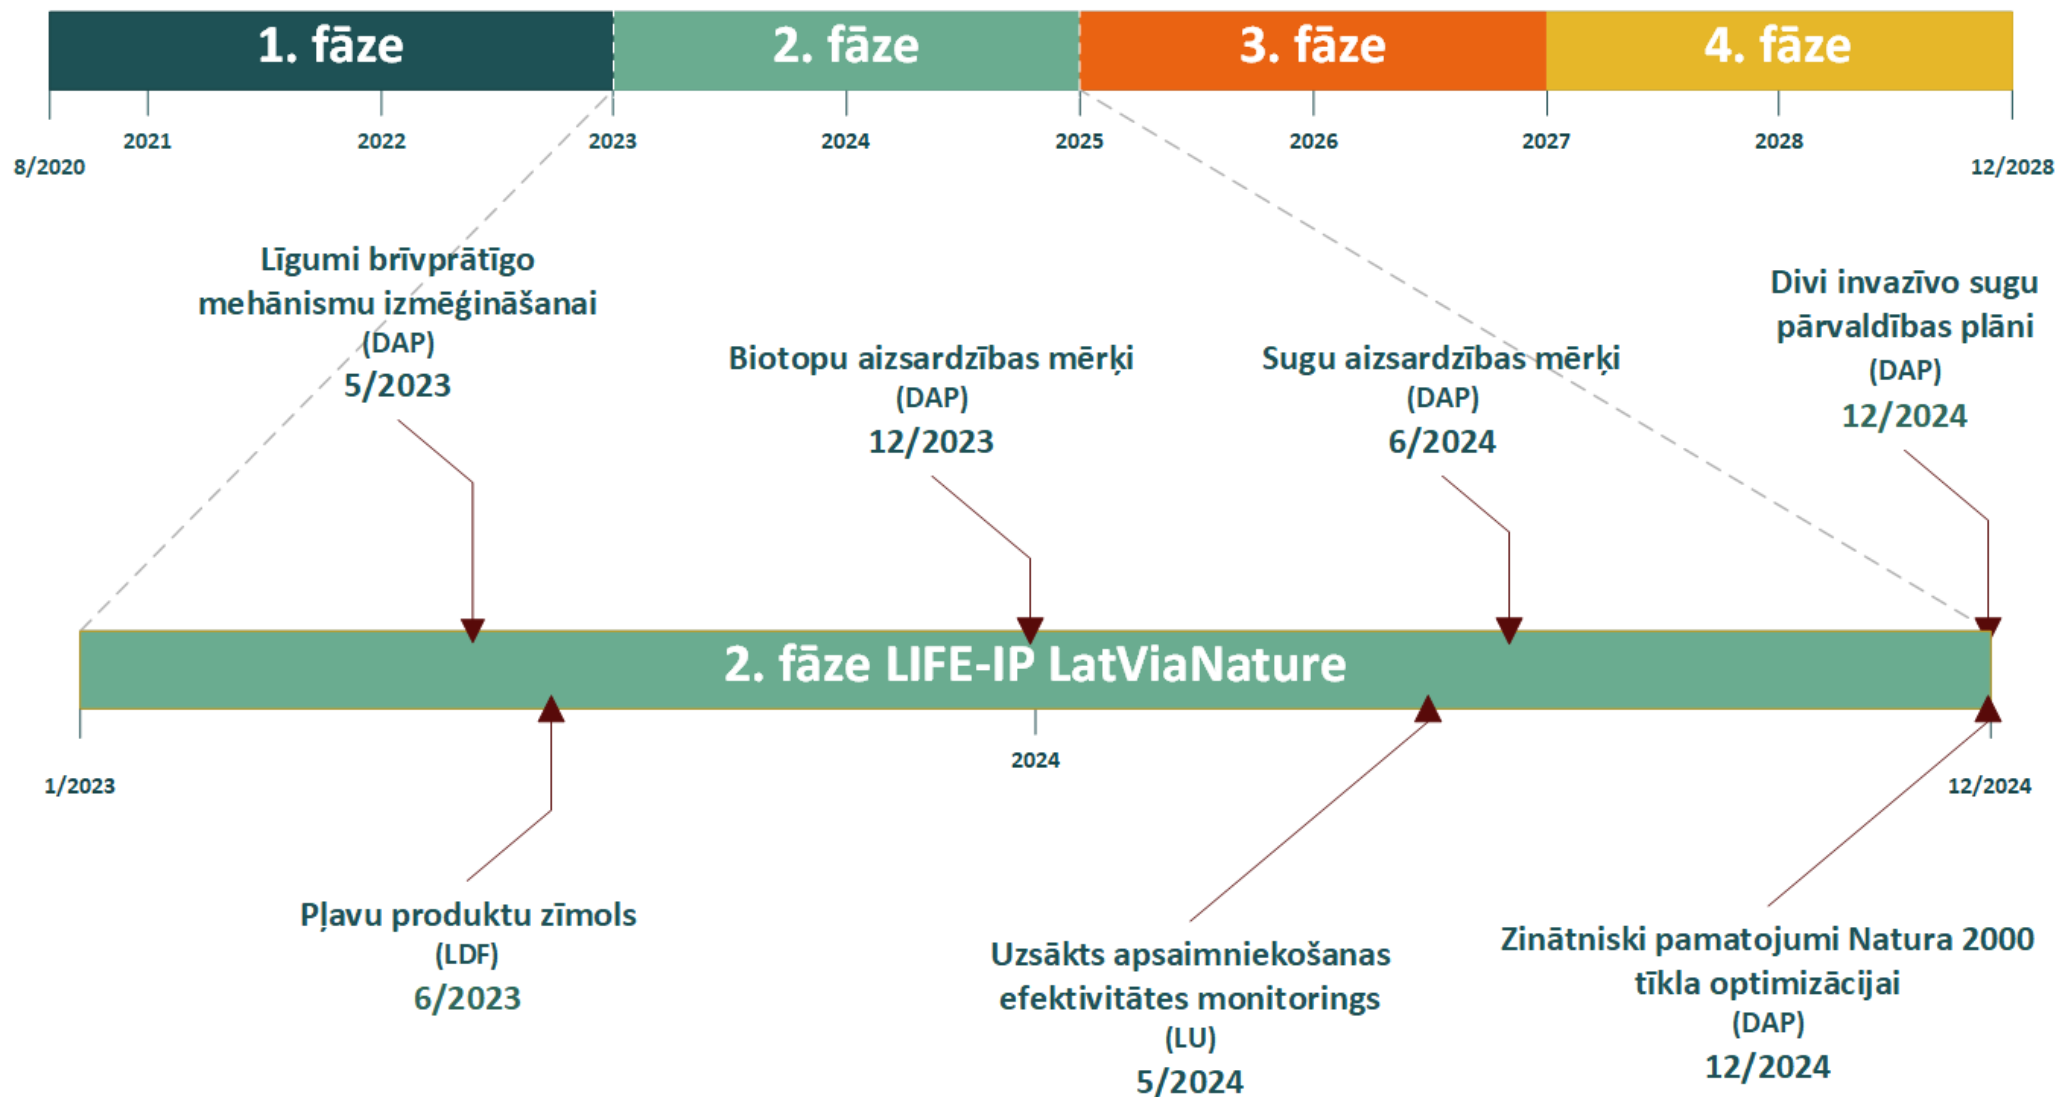 1. fāze
2. fāze
3. fāze
4. fāze
2021
2022
2023
2024
2025
2026
2027
2028
8/2020
12/2028
Līgumi brīvprātīgo
mehānismu izmēģināšanai
(DAP)
5/2023
Biotopu aizsardzības mērķi
(DAP)
12/2023
Sugu aizsardzības mērķi
(DAP)
6/2024
Divi invazīvo sugu
pārvaldības plāni
(DAP)
12/2024
2. fāze LIFE-IP LatViaNature
1/2023
2024
12/2024
Pļavu produktu zīmols
(LDF)
6/2023
Uzsākts apsaimniekošanas
efektivitātes monitorings
(LU)
5/2024
Zinātniski pamatojumi Natura 2000
tīkla optimizācijai
(DAP)
12/2024